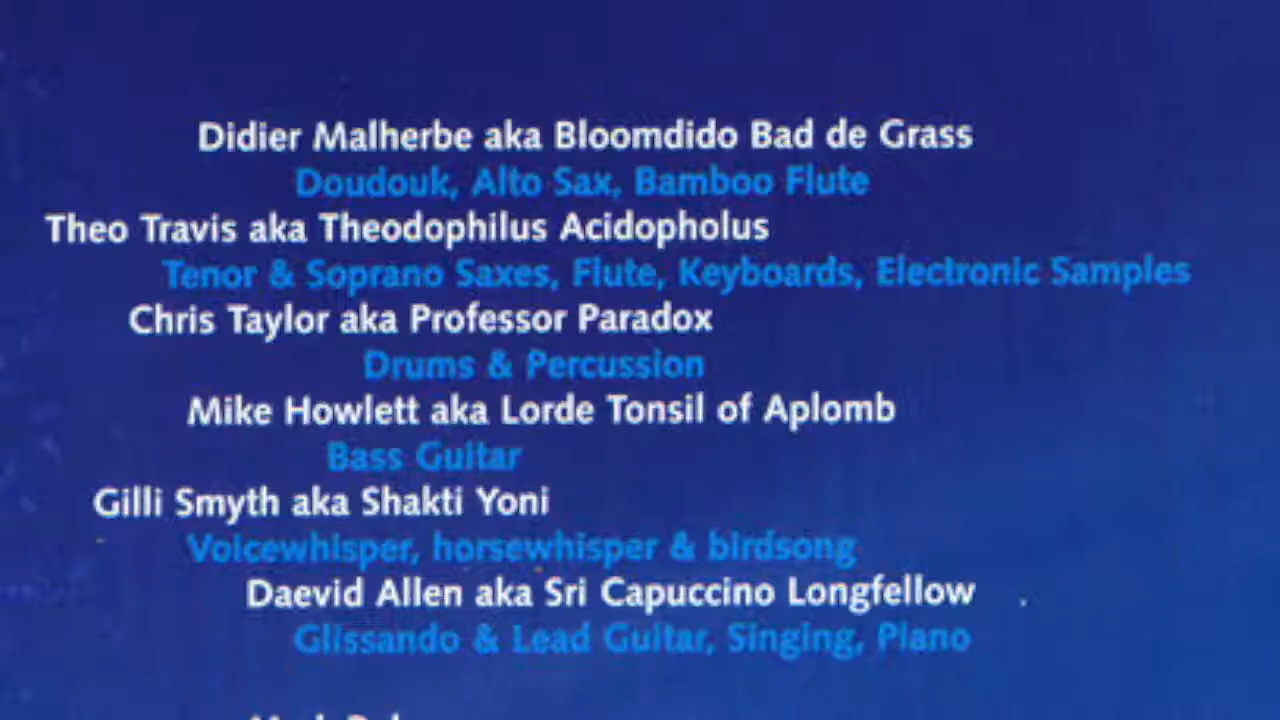 Didier Malherbe aka Bloomdido Bad de Grass
Doudouk, Alto Sax, Bamboo Flute
Theo Travis aka Theodophilus Acidopholus
Tenor & Soprano Saxes, Flute, Keyboards, Electronic Samples
Chris Taylor aka Professor Paradox
Drums & Percussion
Mike Howlett aka Lorde Tonsil of Aplomb
Bass Guitar
Gilli Smyth aka Shakti Yoni
Voicewhisper, horsewhisper & birdsong
Daevid Allen aka Sri Capuccino Longfellow
Glissando & Lead Guitar, Singing, Piano